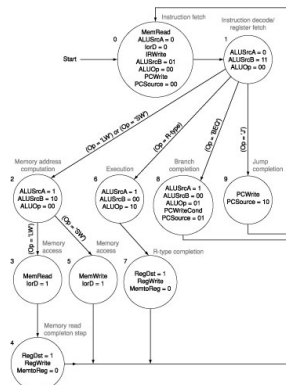 Instruction fetch
0
MemRead
ALUSrcA = 0
IorD = 0
IRWrite
ALUSrcB = 01
ALUOp = 00
PCWrite
PCSource = 00
Start
Instruction decode/
register fetch
1
ALUSrcA = 0
ALUSrcB = 11
ALUOp = 00
(Op = 'LW') or (Op = 'SW')
(Op = R-type)
(Op = 'BEQ')
(Op = 'J')
Memory address
computation
2
ALUSrcA = 1
ALUSrcB = 10
ALUOp = 00
Execution
6
ALUSrcA = 1
ALUSrcB = 00
ALUOp = 10
Branch
completion
8
ALUSrcA = 1
ALUSrcB = 00
ALUOp = 01
PCWriteCond
PCSource = 01
Jump
completion
9
PCWrite
PCSource = 10
(Op = 'LW')
(Op = 'SW')
Memory
access
3
MemRead
IorD = 1
Memory
access
5
MemWrite
IorD = 1
R-type completion
7
RegDst = 1
RegWrite
MemtoReg = 0
Memory read
completon step
4
RegDst = 1
RegWrite
MemtoReg = 0